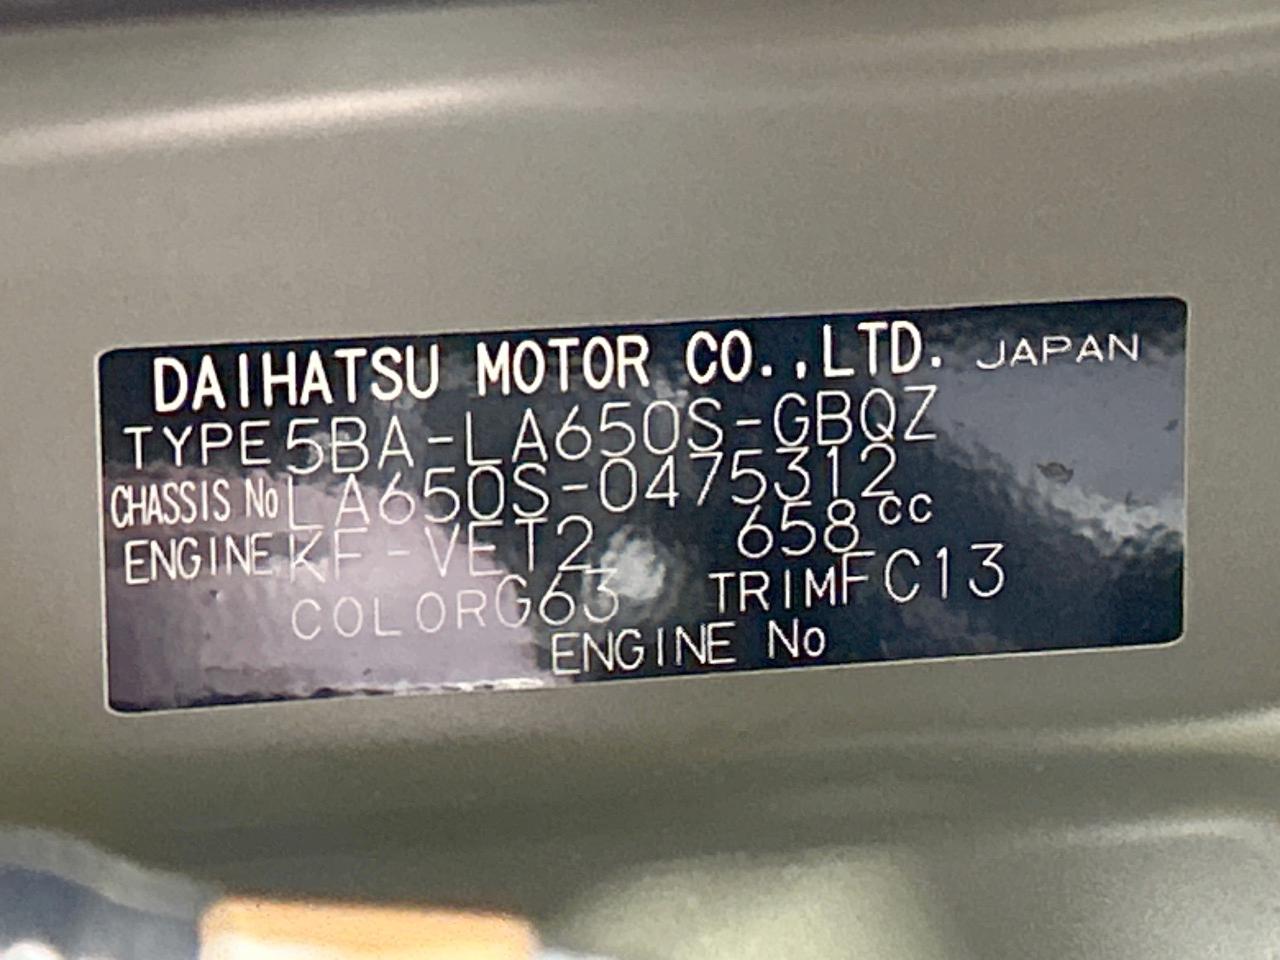 DAIHATSU MOTOR CO.,LTD. JAPAN
TYPE 5BA-LA650S-GBQZ
CHASSIS No LA650S-0475312
ENGINE KF-VET2 658cc
COLOR G63 TRIM FC13
ENGINE No